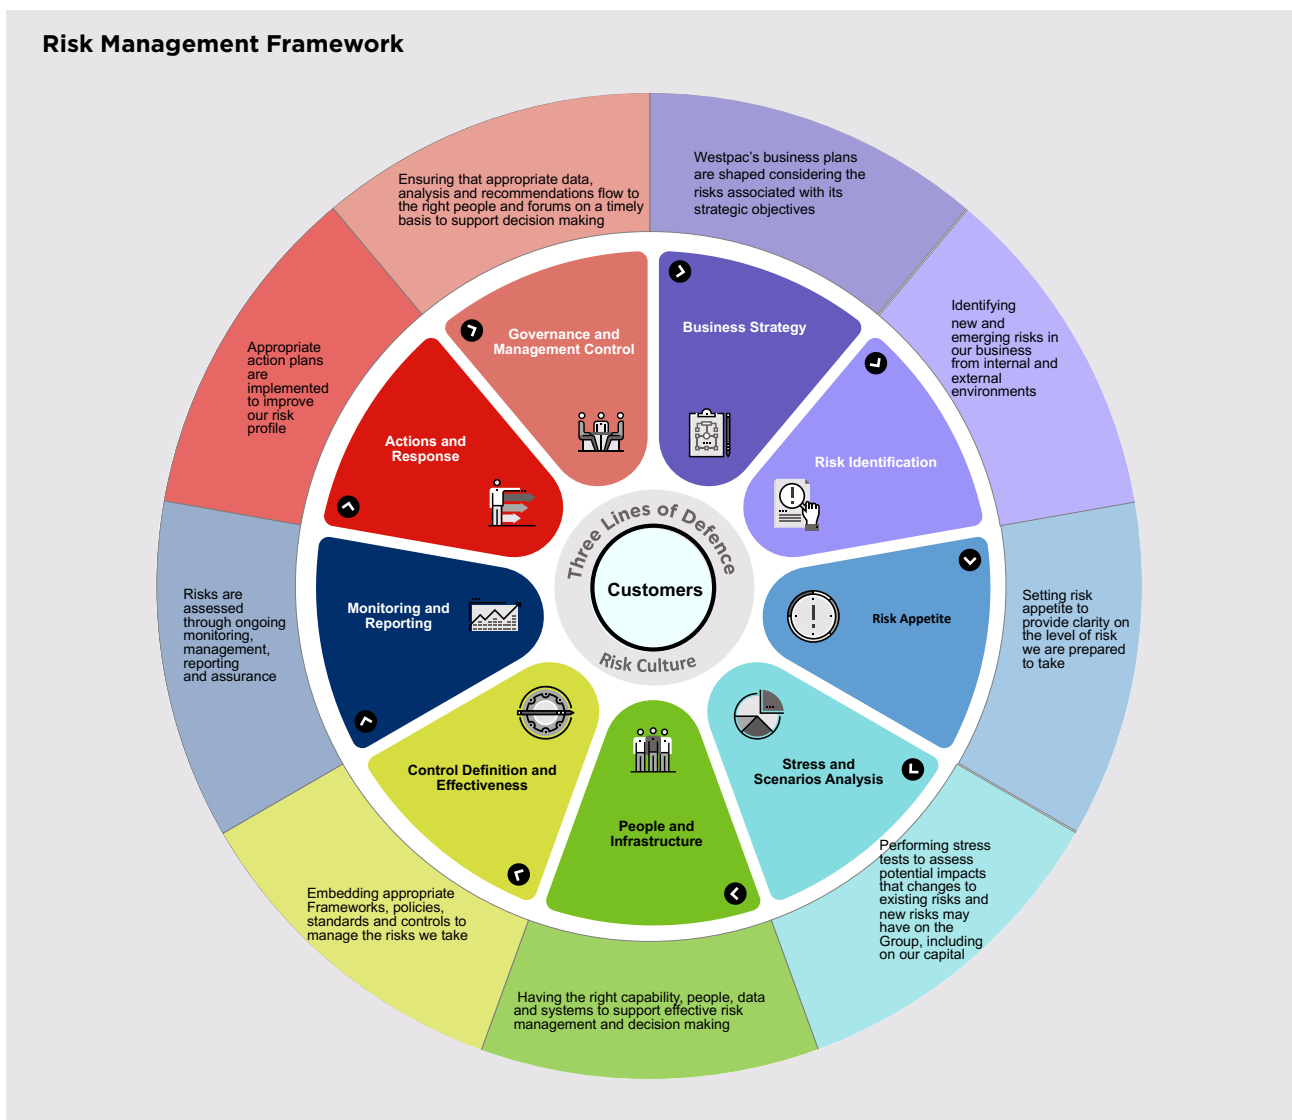 Risk Management Framework
Westpac's business plans
are shaped considering the
risks associated with its
strategic objectives
Business Strategy
Identifying
new and
emerging risks in
our business
from internal and
external
environments
Risk Identification
Setting risk
appetite to
provide clarity on
the level of risk
we are prepared
to take
Risk Appetite
Performing stress
tests to assess
potential impacts
that changes to
existing risks and
new risks may
have on the
Group, including
on our capital
Stress and
Scenarios Analysis
Having the right capability, people, data
and systems to support effective risk
management and decision making
People and
Infrastructure
Embedding appropriate
Frameworks, policies,
standards and controls to
manage the risks we take
Control Definition and
Effectiveness
Risks are
assessed
through ongoing
monitoring,
management,
reporting
and assurance
Monitoring and
Reporting
Appropriate
action plans
are
implemented
to improve
our risk
profile
Actions and
Response
Ensuring that appropriate data,
analysis and recommendations flow to
the right people and forums on a timely
basis to support decision making
Governance and
Management Control
Three Lines of Defence
Customers
Risk Culture